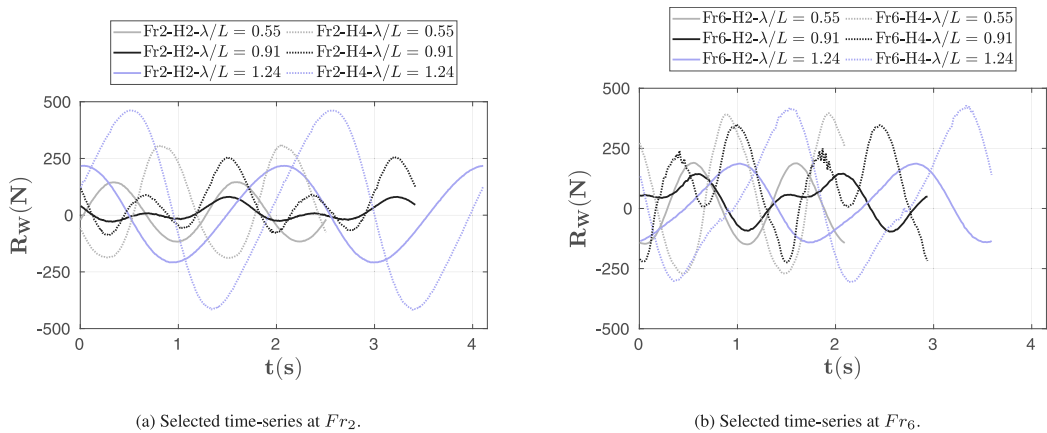 Fr2-H2-λ/L = 0.55 Fr2-H4-λ/L = 0.55
Fr2-H2-λ/L = 0.91 Fr2-H4-λ/L = 0.91
Fr2-H2-λ/L = 1.24 Fr2-H4-λ/L = 1.24
500
250
0
-250
-500
R_W(N)
0 1 2 3 4
t(s)
(a) Selected time-series at Fr₂.
Fr6-H2-λ/L = 0.55 Fr6-H4-λ/L = 0.55
Fr6-H2-λ/L = 0.91 Fr6-H4-λ/L = 0.91
Fr6-H2-λ/L = 1.24 Fr6-H4-λ/L = 1.24
500
250
0
-250
-500
R_W(N)
0 1 2 3 4
t(s)
(b) Selected time-series at Fr₆.